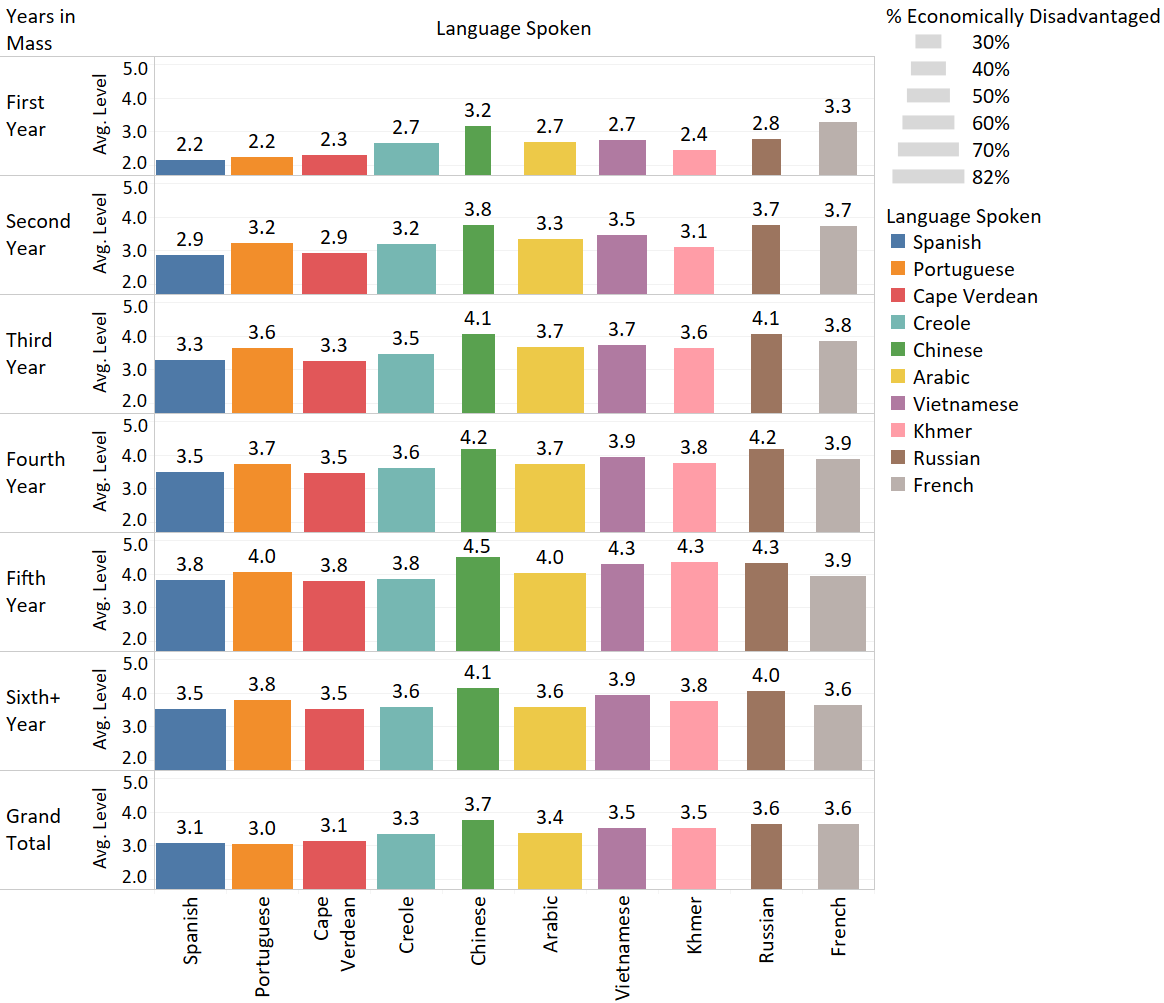 Years in
Mass
Language Spoken
% Economically Disadvantaged
30%
40%
50%
60%
70%
82%
Language Spoken
Spanish
Portuguese
Cape Verdean
Creole
Chinese
Arabic
Vietnamese
Khmer
Russian
French
First
Year
Avg. Level
5.0
4.0
3.0
2.0
2.2 2.2 2.3 2.7 3.2 2.7 2.7 2.4 2.8 3.3
Second
Year
Avg. Level
5.0
4.0
3.0
2.0
2.9 3.2 2.9 3.2 3.8 3.3 3.5 3.1 3.7 3.7
Third
Year
Avg. Level
5.0
4.0
3.0
2.0
3.3 3.6 3.3 3.5 4.1 3.7 3.7 3.6 4.1 3.8
Fourth
Year
Avg. Level
5.0
4.0
3.0
2.0
3.5 3.7 3.5 3.6 4.2 3.7 3.9 3.8 4.2 3.9
Fifth
Year
Avg. Level
5.0
4.0
3.0
2.0
3.8 4.0 3.8 3.8 4.5 4.0 4.3 4.3 4.3 3.9
Sixth+
Year
Avg. Level
5.0
4.0
3.0
2.0
3.5 3.8 3.5 3.6 4.1 3.6 3.9 3.8 4.0 3.6
Grand
Total
Avg. Level
5.0
4.0
3.0
2.0
3.1 3.0 3.1 3.3 3.7 3.4 3.5 3.5 3.6 3.6
Spanish
Portuguese
Cape
Verdean
Creole
Chinese
Arabic
Vietnamese
Khmer
Russian
French